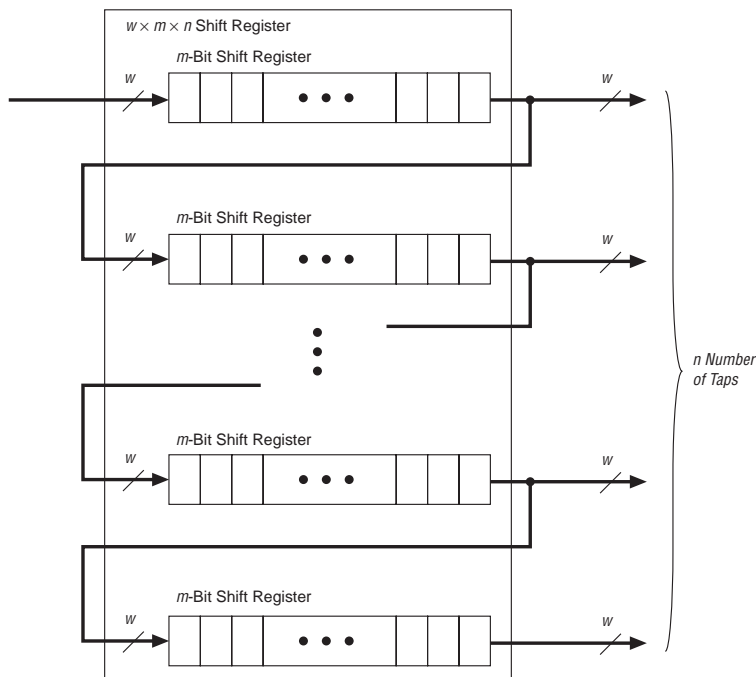 w × m × n Shift Register
m-Bit Shift Register
w
w
m-Bit Shift Register
w
w
n Number
of Taps
m-Bit Shift Register
w
w
m-Bit Shift Register
w
w